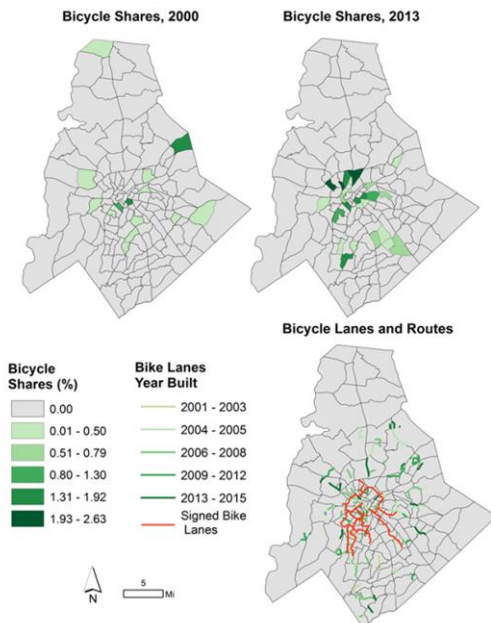 Bicycle Shares, 2000
Bicycle Shares, 2013
Bicycle Lanes and Routes
Bicycle
Shares (%)
0.00
0.01 - 0.50
0.51 - 0.79
0.80 - 1.30
1.31 - 1.92
1.93 - 2.63
Bike Lanes
Year Built
2001 - 2003
2004 - 2005
2006 - 2008
2009 - 2012
2013 - 2015
Signed Bike
Lanes
N
5
Mi